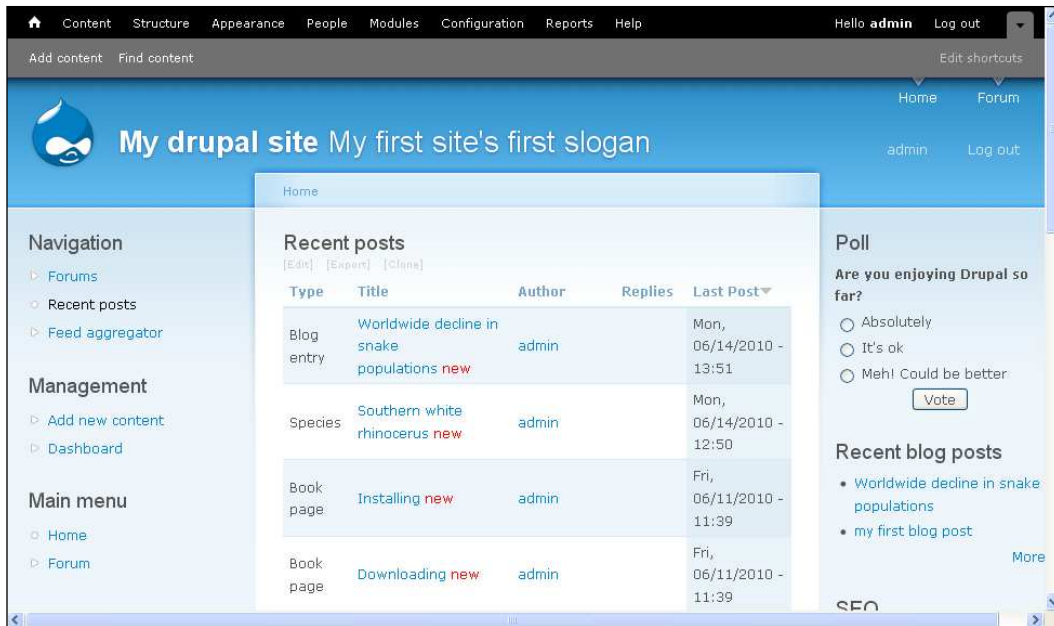 Content Structure Appearance People Modules Configuration Reports Help Hello admin Log out
Add content Find content Edit shortcuts
Home Forum
My drupal site My first site's first slogan
admin Log out
Home
Navigation
Forums
Recent posts
Feed aggregator
Management
Add new content
Dashboard
Main menu
Home
Forum
Recent posts
[Edit] [Export] [Clone]
Type Title Author Replies Last Post
Blog entry Worldwide decline in snake populations new admin Mon, 06/14/2010 - 13:51
Species Southern white rhinocerus new admin Mon, 06/14/2010 - 12:50
Book page Installing new admin Fri, 06/11/2010 - 11:39
Book page Downloading new admin Fri, 06/11/2010 - 11:39
Poll
Are you enjoying Drupal so
far?
Absolutely
It's ok
Meh! Could be better
Vote
Recent blog posts
Worldwide decline in snake
populations
my first blog post
More
SEO